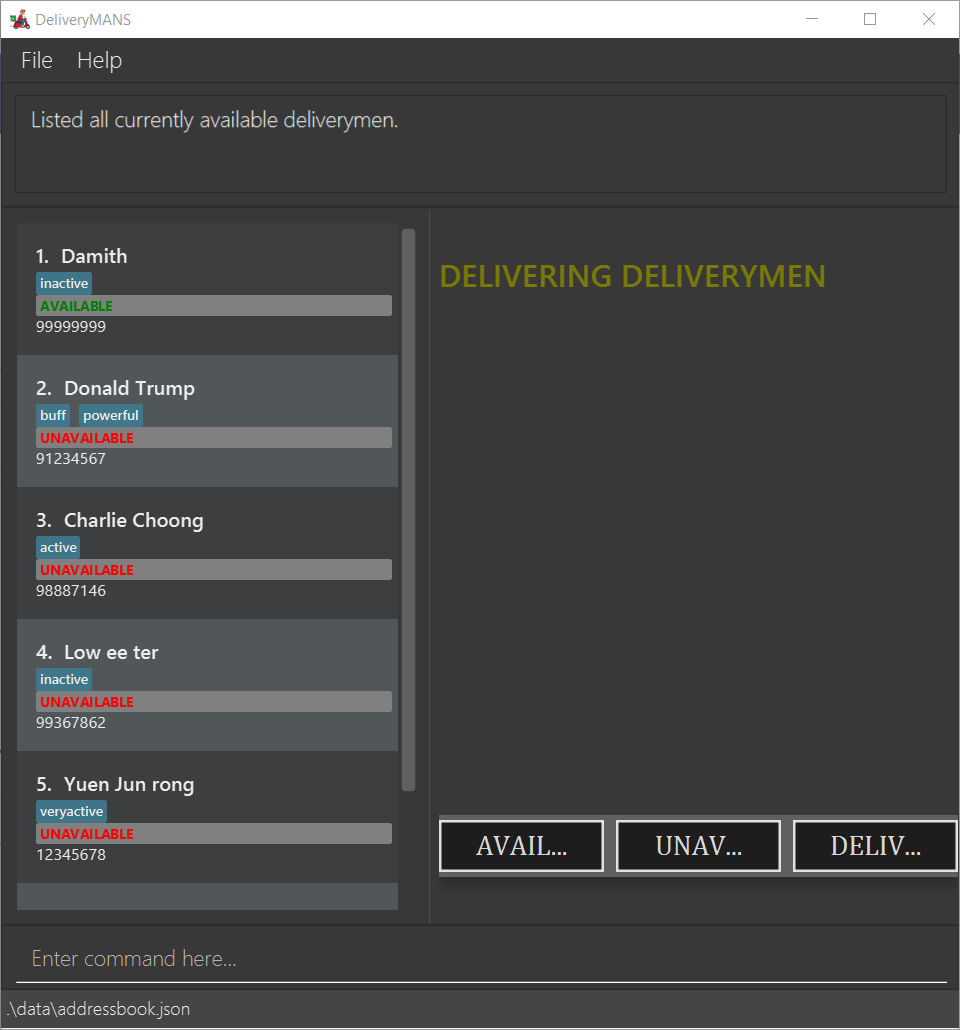 DeliveryMANS
File Help
Listed all currently available deliverymen.
1. Damith
inactive
AVAILABLE
99999999
2. Donald Trump
buff powerful
UNAVAILABLE
91234567
3. Charlie Choong
active
UNAVAILABLE
98887146
4. Low ee ter
inactive
UNAVAILABLE
99367862
5. Yuen Jun rong
veryactive
UNAVAILABLE
12345678
DELIVERING DELIVERYMEN
AVAIL... UNAV... DELIV...
Enter command here...
.\data\addressbook.json